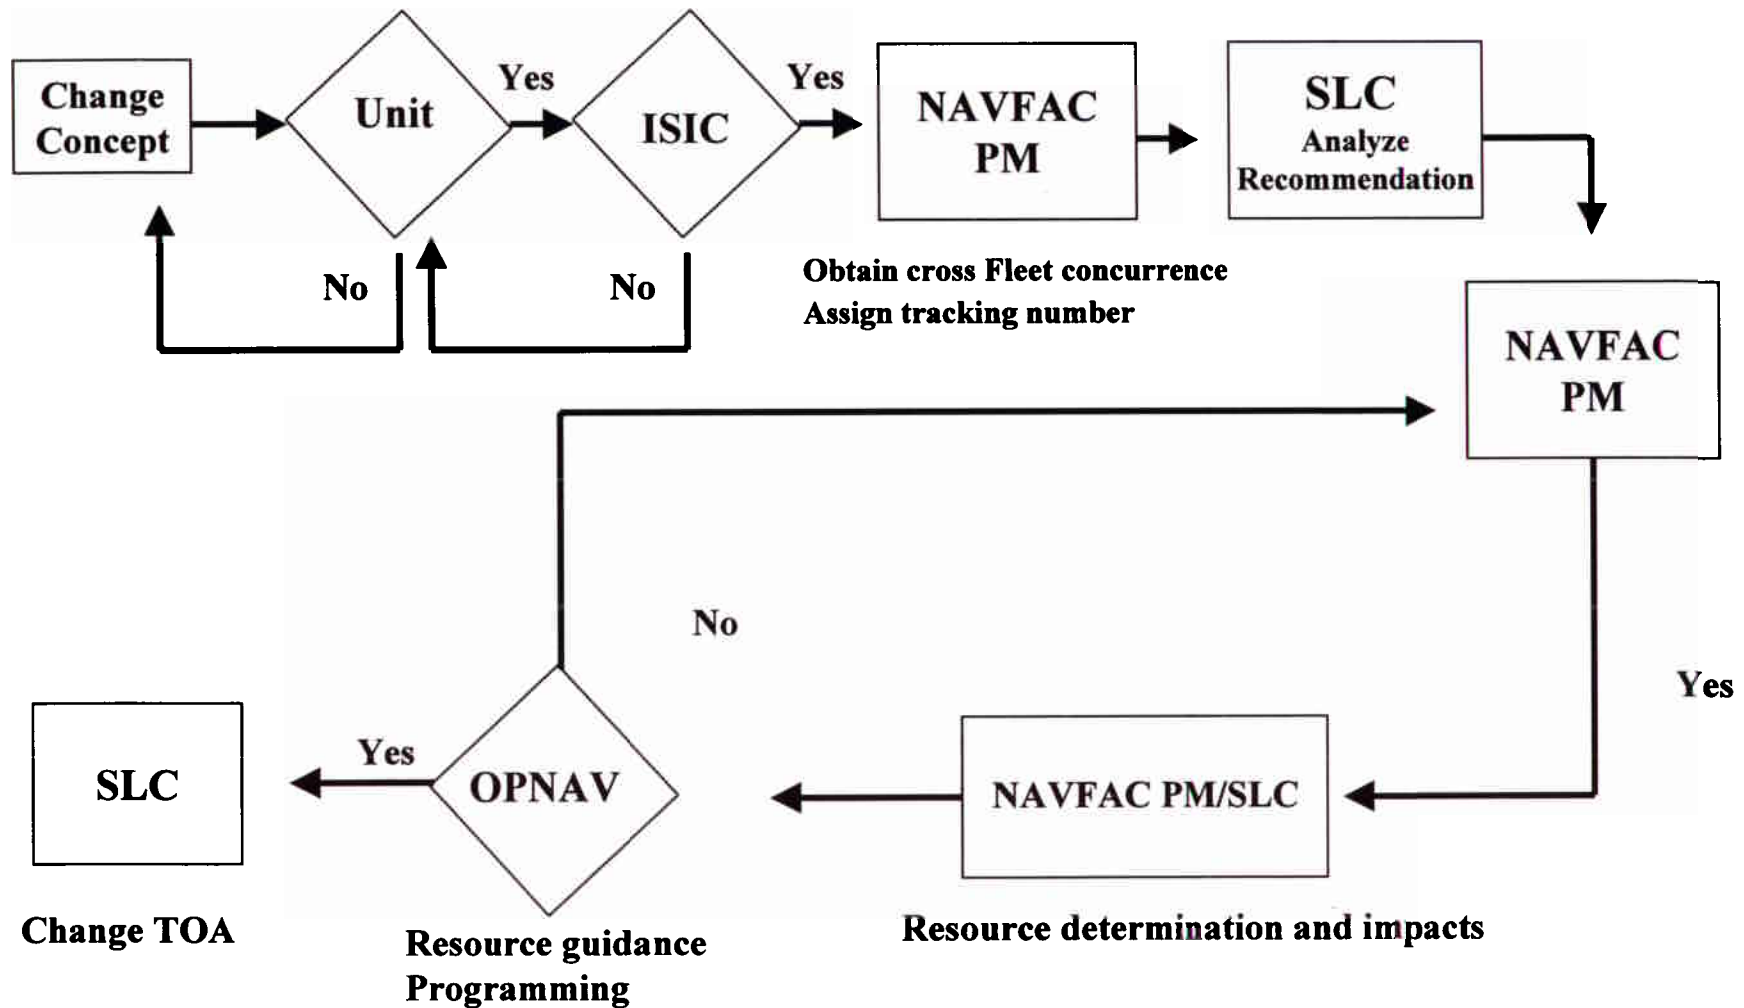 Change
Concept
Unit
Yes
ISIC
Yes
NAVFAC
PM
SLC
Analyze
Recommendation
No
No
Obtain cross Fleet concurrence
Assign tracking number
NAVFAC
PM
No
Yes
SLC
Yes
OPNAV
NAVFAC PM/SLC
Change TOA
Resource guidance
Programming
Resource determination and impacts